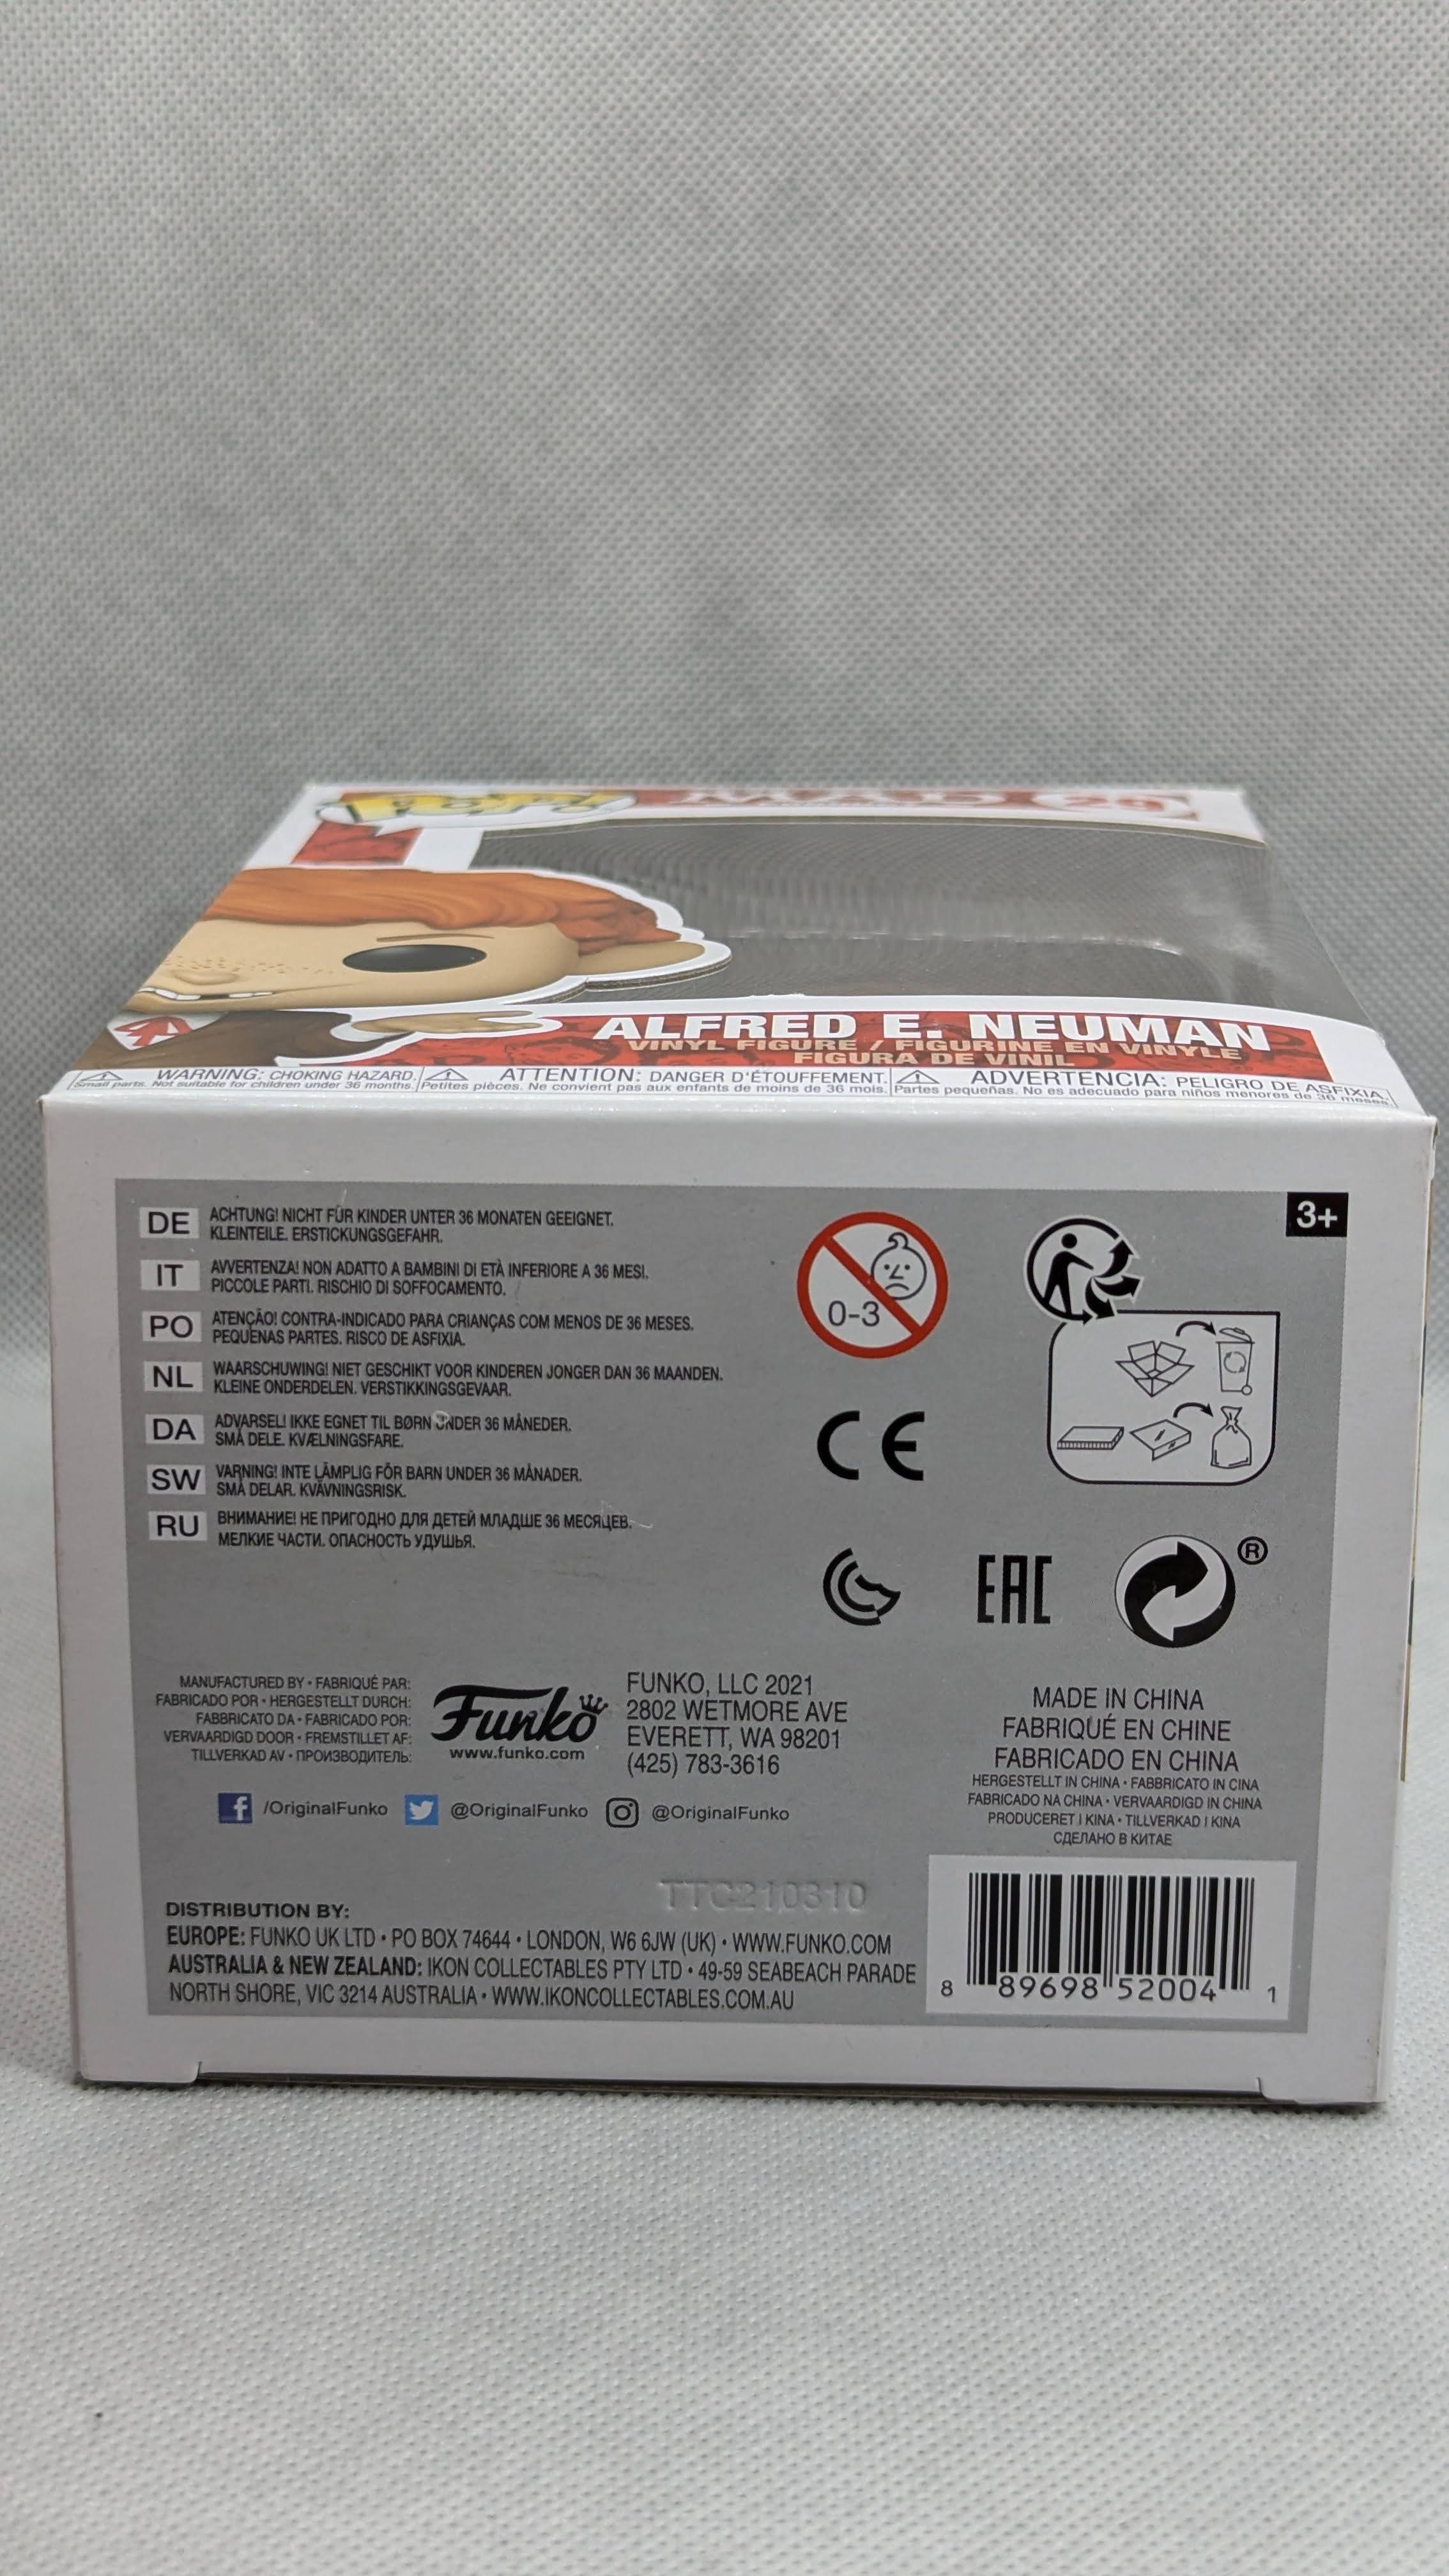 POP!
29
ALFRED E. NEUMAN
VINYL FIGURE / FIGURINE EN VINYLE
FIGURA DE VINIL
WARNING: CHOKING HAZARD.
Small parts. Not suitable for children under 36 months.
ATTENTION: DANGER D'ÉTOUFFEMENT.
Petites pièces. Ne convient pas aux enfants de moins de 36 mois.
ADVERTENCIA: PELIGRO DE ASFIXIA.
Partes pequeñas. No es adecuado para niños menores de 36 meses.
3+
DE ACHTUNG! NICHT FÜR KINDER UNTER 36 MONATEN GEEIGNET.
KLEINTEILE. ERSTICKUNGSGEFAHR.
IT AVVERTENZA! NON ADATTO A BAMBINI DI ETÀ INFERIORE A 36 MESI.
PICCOLE PARTI. RISCHIO DI SOFFOCAMENTO.
PO ATENÇÃO! CONTRA-INDICADO PARA CRIANÇAS COM MENOS DE 36 MESES.
PEQUENAS PARTES. RISCO DE ASFIXIA.
NL WAARSCHUWING! NIET GESCHIKT VOOR KINDEREN JONGER DAN 36 MAANDEN.
KLEINE ONDERDELEN. VERSTIKKINGSGEVAAR.
DA ADVARSEL! IKKE EGNET TIL BØRN UNDER 36 MÅNEDER.
SMÅ DELE. KVÆLNINGSFARE.
SW VARNING! INTE LÄMPLIG FÖR BARN UNDER 36 MÅNADER.
SMÅ DELAR. KVÄVNINGSRISK.
RU ВНИМАНИЕ! НЕ ПРИГОДНО ДЛЯ ДЕТЕЙ МЛАДШЕ 36 МЕСЯЦЕВ.
МЕЛКИЕ ЧАСТИ. ОПАСНОСТЬ УДУШЬЯ.
0-3
CE
EAC
®
MANUFACTURED BY • FABRIQUÉ PAR:
FABRICADO POR • HERGESTELLT DURCH:
FABBRICATO DA • FABRICADO POR:
VERVAARDIGD DOOR • FREMSTILLET AF:
TILLVERKAD AV • ПРОИЗВОДИТЕЛЬ:
Funko
www.funko.com
FUNKO, LLC 2021
2802 WETMORE AVE
EVERETT, WA 98201
(425) 783-3616
/OriginalFunko @OriginalFunko @OriginalFunko
MADE IN CHINA
FABRIQUÉ EN CHINE
FABRICADO EN CHINA
HERGESTELLT IN CHINA • FABBRICATO IN CINA
FABRICADO NA CHINA • VERVAARDIGD IN CHINA
PRODUCERET I KINA • TILLVERKAD I KINA
СДЕЛАНО В КИТАЕ
TTC210310
DISTRIBUTION BY:
EUROPE: FUNKO UK LTD • PO BOX 74644 • LONDON, W6 6JW (UK) • WWW.FUNKO.COM
AUSTRALIA & NEW ZEALAND: IKON COLLECTABLES PTY LTD • 49-59 SEABEACH PARADE
NORTH SHORE, VIC 3214 AUSTRALIA • WWW.IKONCOLLECTABLES.COM.AU
8 89698 52004 1